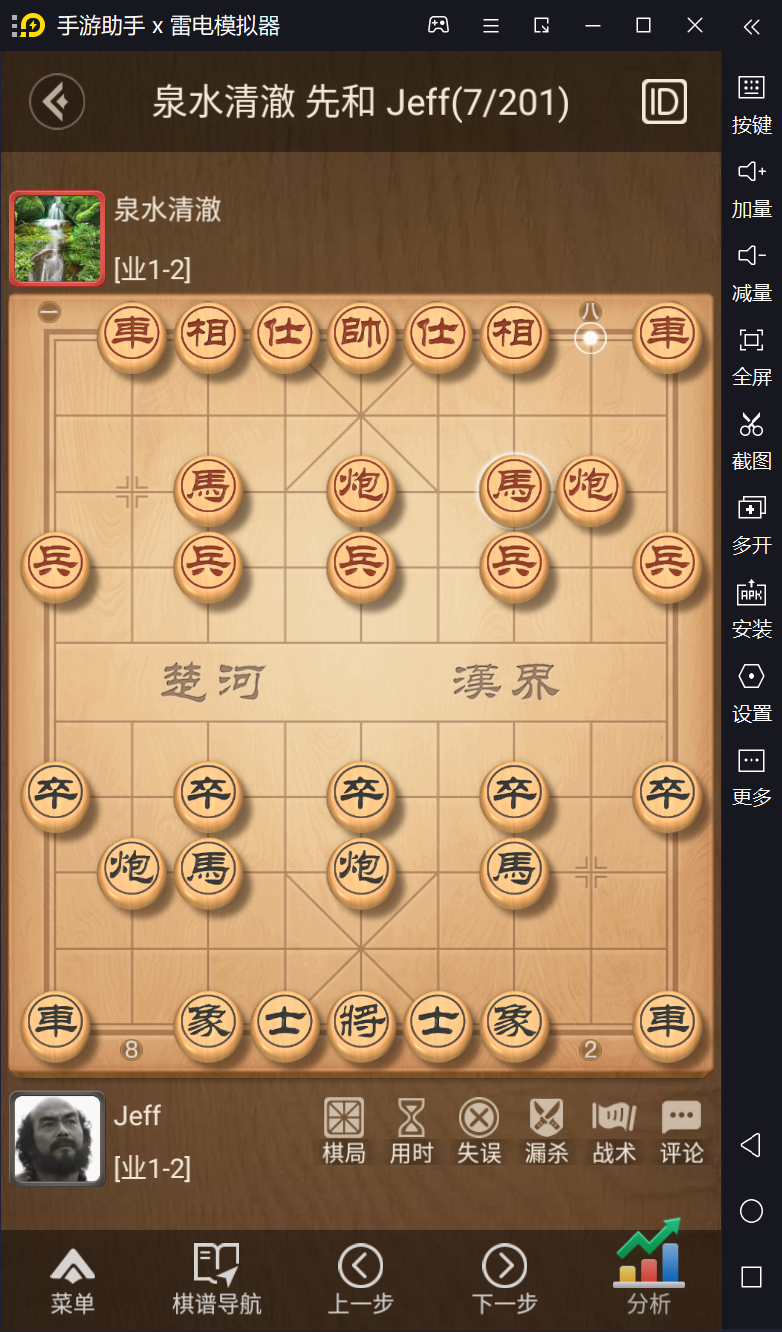 手游助手 x 雷电模拟器
泉水清澈 先和 Jeff(7/201)
ID
按键
加量
减量
全屏
截图
多开
APK
安装
设置
更多
泉水清澈
[业1-2]
一 八
車 相 仕 帥 仕 相 車
馬 炮 馬 炮
兵 兵 兵 兵 兵
楚河 漢界
卒 卒 卒 卒 卒
炮 馬 炮 馬
車 象 士 將 士 象 車
8 2
Jeff
[业1-2]
棋局 用时 失误 漏杀 战术 评论
菜单 棋谱导航 上一步 下一步 分析